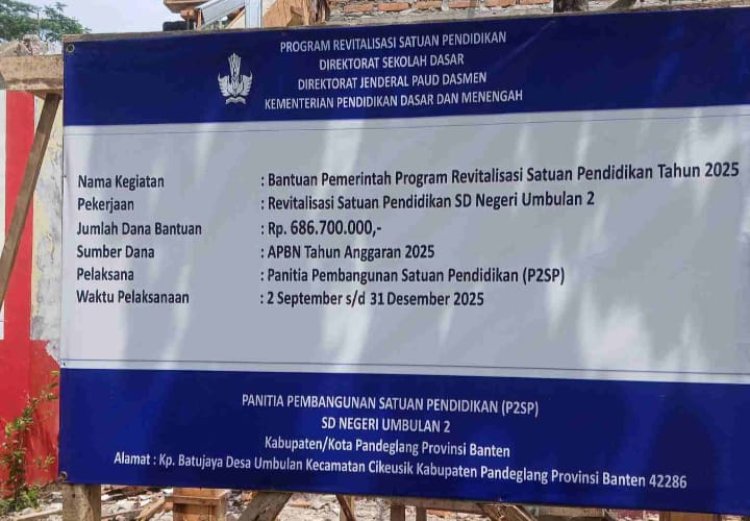 PROGRAM REVITALISASI SATUAN PENDIDIKAN
DIREKTORAT SEKOLAH DASAR
DIREKTORAT JENDERAL PAUD DASMEN
KEMENTERIAN PENDIDIKAN DASAR DAN MENENGAH
Nama Kegiatan : Bantuan Pemerintah Program Revitalisasi Satuan Pendidikan Tahun 2025
Pekerjaan : Revitalisasi Satuan Pendidikan SD Negeri Umbulan 2
Jumlah Dana Bantuan : Rp. 686.700.000,-
Sumber Dana : APBN Tahun Anggaran 2025
Pelaksana : Panitia Pembangunan Satuan Pendidikan (P2SP)
Waktu Pelaksanaan : 2 September s/d 31 Desember 2025
PANITIA PEMBANGUNAN SATUAN PENDIDIKAN (P2SP)
SD NEGERI UMBULAN 2
Kabupaten/Kota Pandeglang Provinsi Banten
Alamat : Kp. Batujaya Desa Umbulan Kecamatan Cikeusik Kabupaten Pandeglang Provinsi Banten 42286